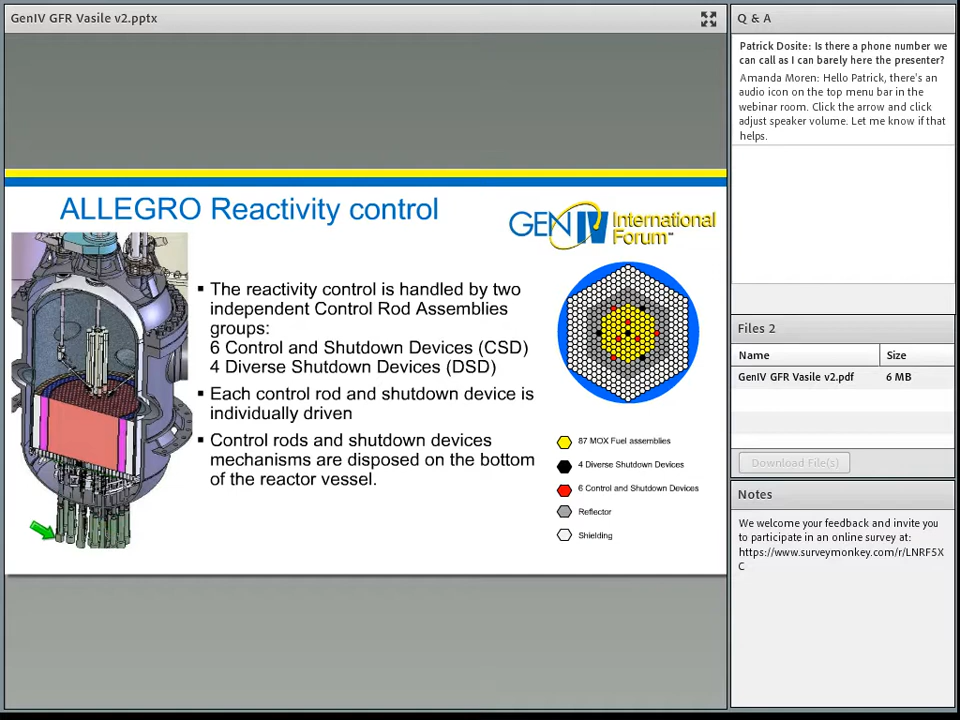 GenIV GFR Vasile v2.pptx
ALLEGRO Reactivity control
GENIV International
Forum™
▪ The reactivity control is handled by two
independent Control Rod Assemblies
groups:
6 Control and Shutdown Devices (CSD)
4 Diverse Shutdown Devices (DSD)
▪ Each control rod and shutdown device is
individually driven
▪ Control rods and shutdown devices
mechanisms are disposed on the bottom
of the reactor vessel.
87 MOX Fuel assemblies
4 Diverse Shutdown Devices
6 Control and Shutdown Devices
Reflector
Shielding
Q & A
Patrick Dosite: Is there a phone number we
can call as I can barely here the presenter?
Amanda Moren: Hello Patrick, there's an
audio icon on the top menu bar in the
webinar room. Click the arrow and click
adjust speaker volume. Let me know if that
helps.
Files 2
Name Size
GenIV GFR Vasile v2.pdf 6 MB
Download File(s)
Notes
We welcome your feedback and invite you
to participate in an online survey at:
https://www.surveymonkey.com/r/LNRF5X
C